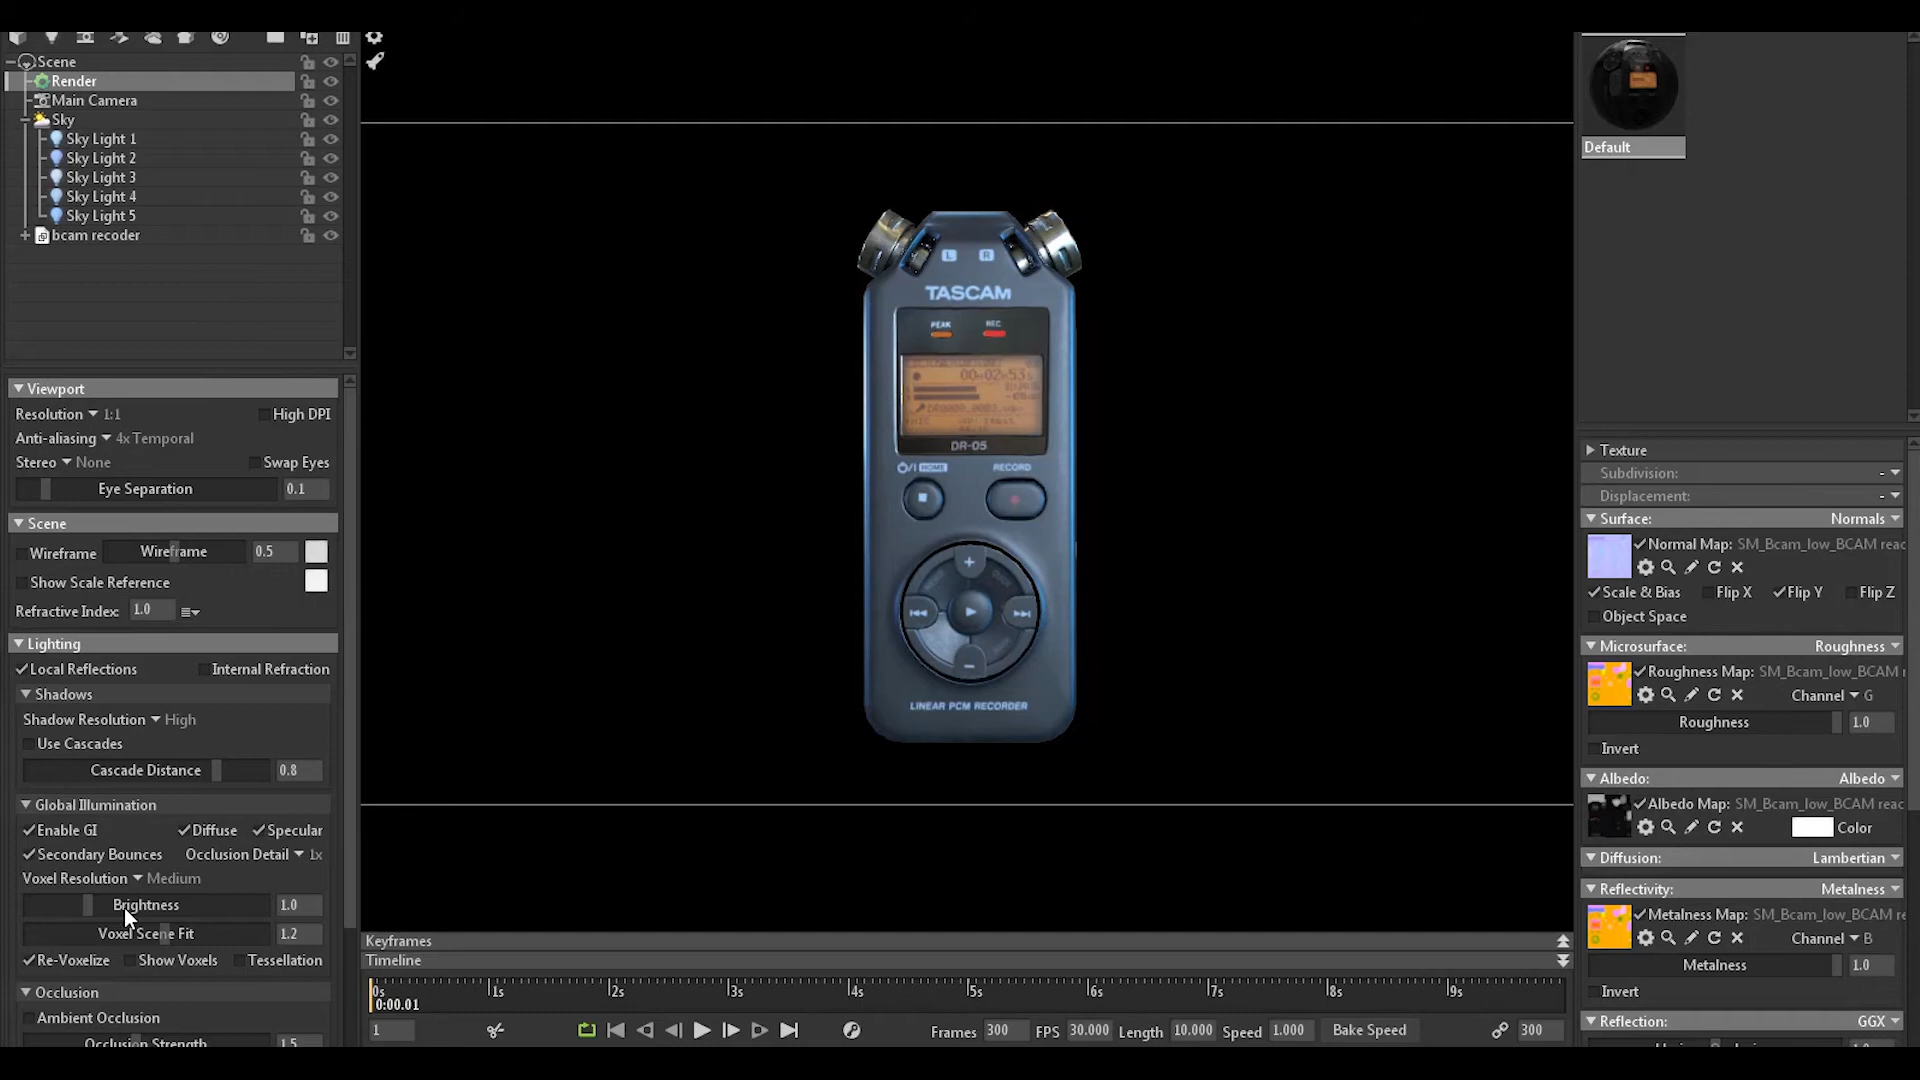 Scene
Render
Main Camera
Sky
Sky Light 1
Sky Light 2
Sky Light 3
Sky Light 4
Sky Light 5
bcam recoder
Viewport
Resolution 1:1 High DPI
Anti-aliasing 4x Temporal
Stereo None Swap Eyes
Eye Separation 0.1
Scene
Wireframe Wireframe 0.5
Show Scale Reference
Refractive Index: 1.0
Lighting
Local Reflections Internal Refraction
Shadows
Shadow Resolution High
Use Cascades
Cascade Distance 0.8
Global Illumination
Enable GI Diffuse Specular
Secondary Bounces Occlusion Detail 1x
Voxel Resolution Medium
Brightness 1.0
Voxel Scene Fit 1.2
Re-Voxelize Show Voxels Tessellation
Occlusion
Ambient Occlusion
Occlusion Strength 1.5
L R
TASCAM
PEAK REC
00 02 53
DR-05
HOME RECORD
LINEAR PCM RECORDER
Keyframes
Timeline
0s 1s 2s 3s 4s 5s 6s 7s 8s 9s
0:00.01
1 Frames 300 FPS 30.000 Length 10.000 Speed 1.000 Bake Speed 300
Default
Texture
Subdivision: -
Displacement: -
Surface: Normals
Normal Map: SM_Bcam_low_BCAM reac
Scale & Bias Flip X Flip Y Flip Z
Object Space
Microsurface: Roughness
Roughness Map: SM_Bcam_low_BCAM r
Channel G
Roughness 1.0
Invert
Albedo: Albedo
Albedo Map: SM_Bcam_low_BCAM reac
Color
Diffusion: Lambertian
Reflectivity: Metalness
Metalness Map: SM_Bcam_low_BCAM re
Channel B
Metalness 1.0
Invert
Reflection: GGX